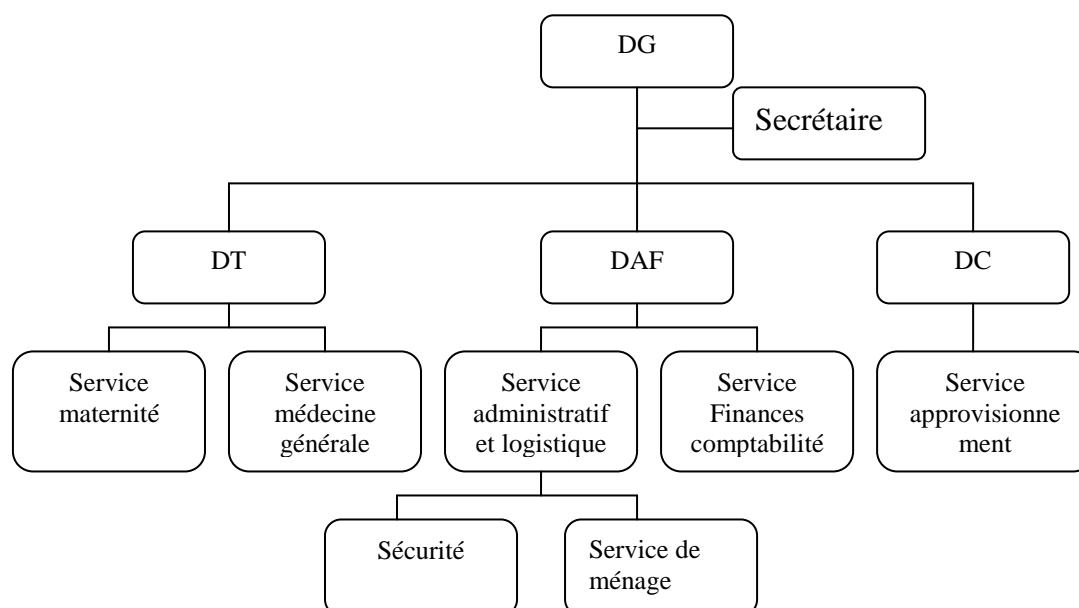 DG
Secrétaire
DT
DAF
DC
Service
maternité
Service
médecine
générale
Service
administratif
et logistique
Service
Finances
comptabilité
Service
approvisionne
ment
Sécurité
Service de
ménage